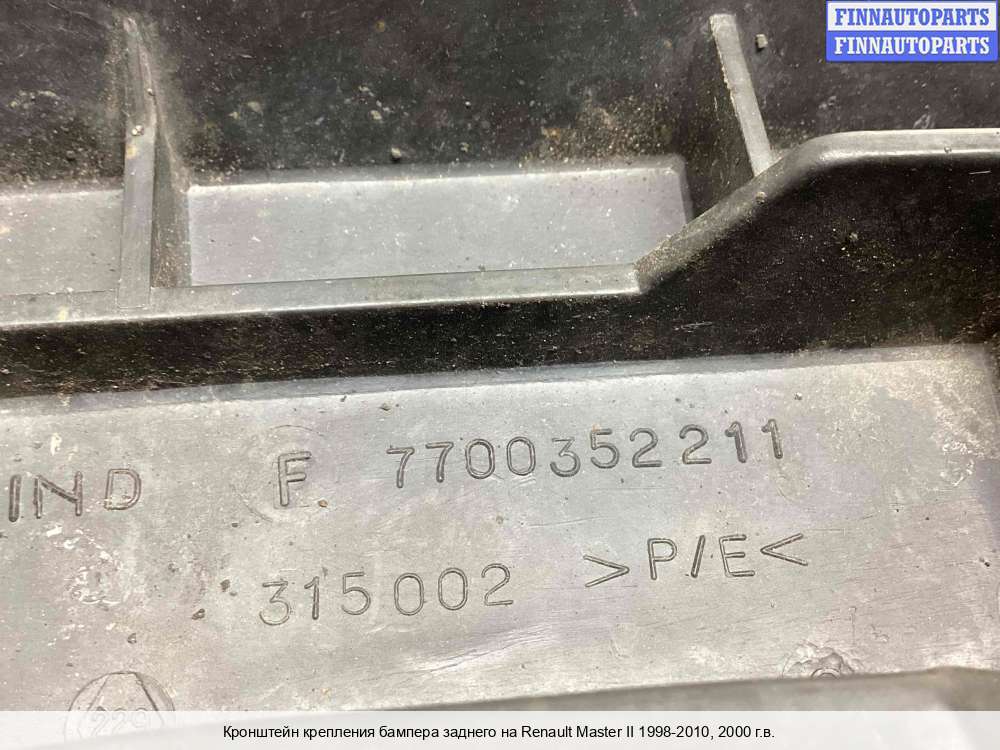 FINNAUTOPARTS
FINNAUTOPARTS
IND F 7700352211
315002 >P/E<
Кронштейн крепления бампера заднего на Renault Master II 1998-2010, 2000 г.в.